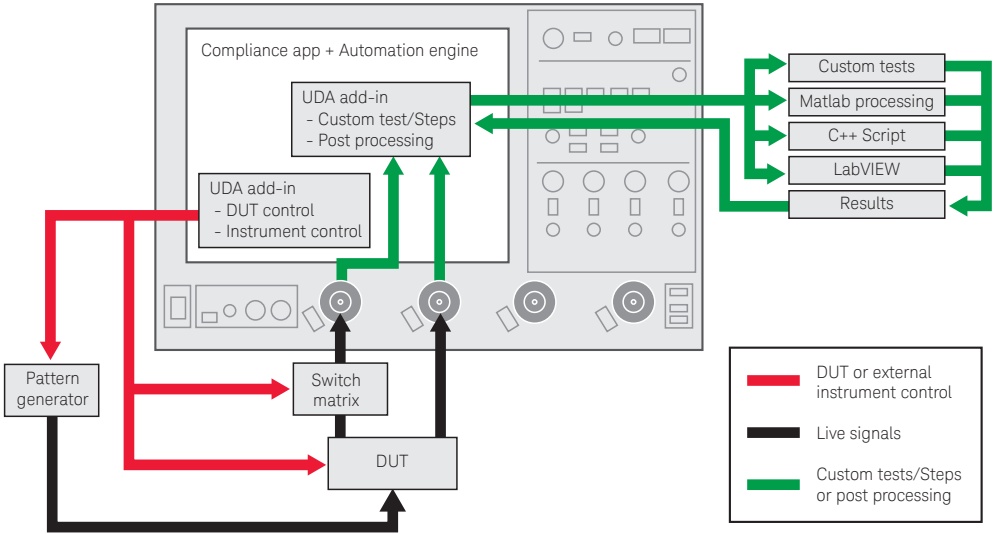 Compliance app + Automation engine
UDA add-in
- Custom test/Steps
- Post processing
UDA add-in
- DUT control
- Instrument control
Custom tests
Matlab processing
C++ Script
LabVIEW
Results
Pattern
generator
Switch
matrix
DUT
DUT or external
instrument control
Live signals
Custom tests/Steps
or post processing